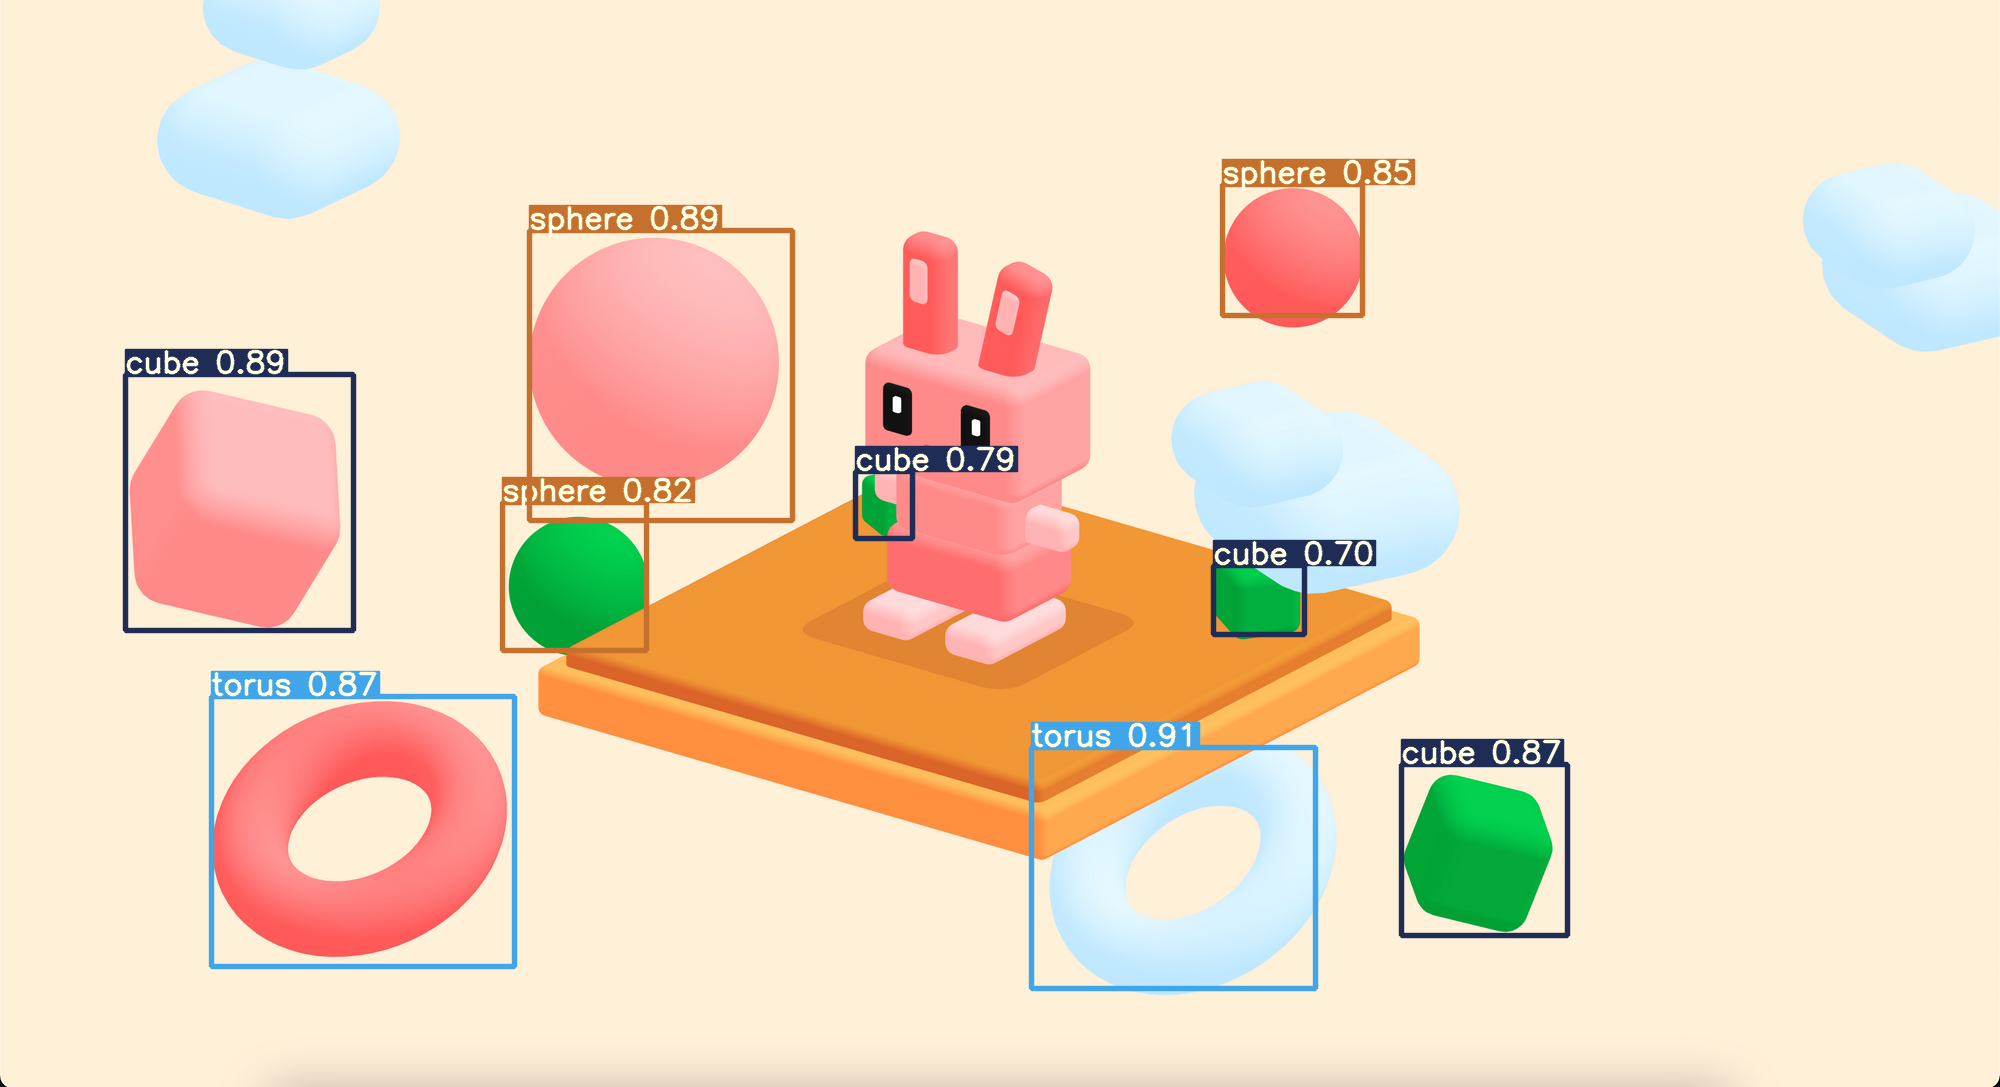 sphere 0.85
sphere 0.89
cube 0.89
cube 0.79
sphere 0.82
cube 0.70
torus 0.87
torus 0.91
cube 0.87